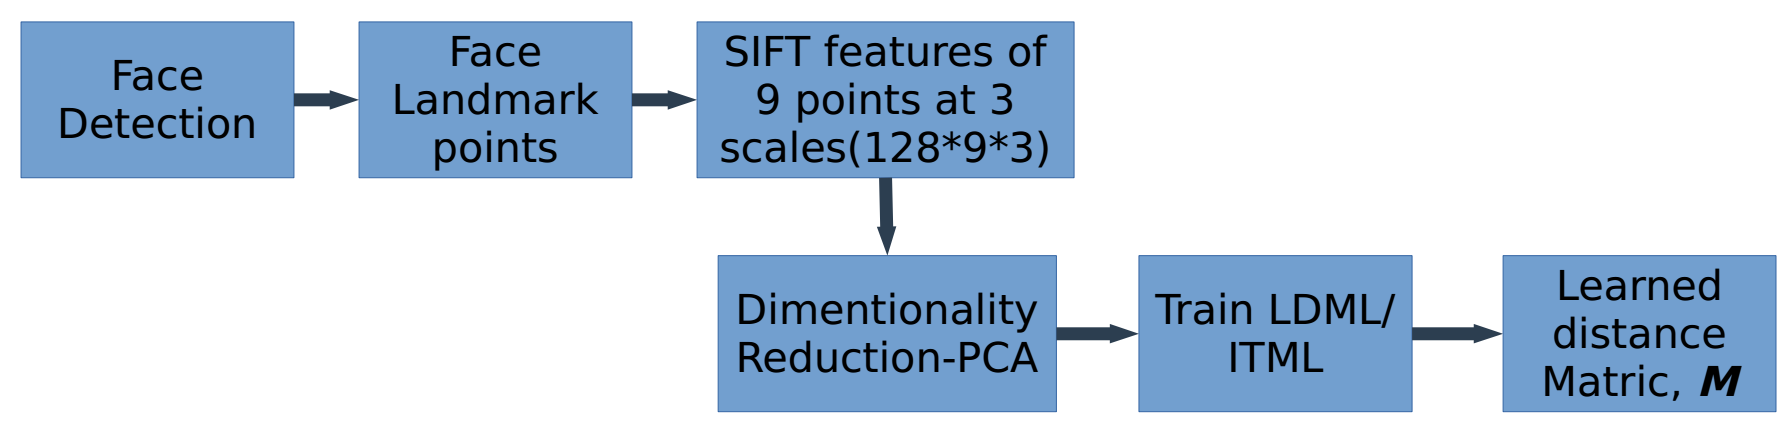 Face
Detection
Face
Landmark
points
SIFT features of
9 points at 3
scales(128*9*3)
Dimentionality
Reduction-PCA
Train LDML/
ITML
Learned
distance
Matric, M